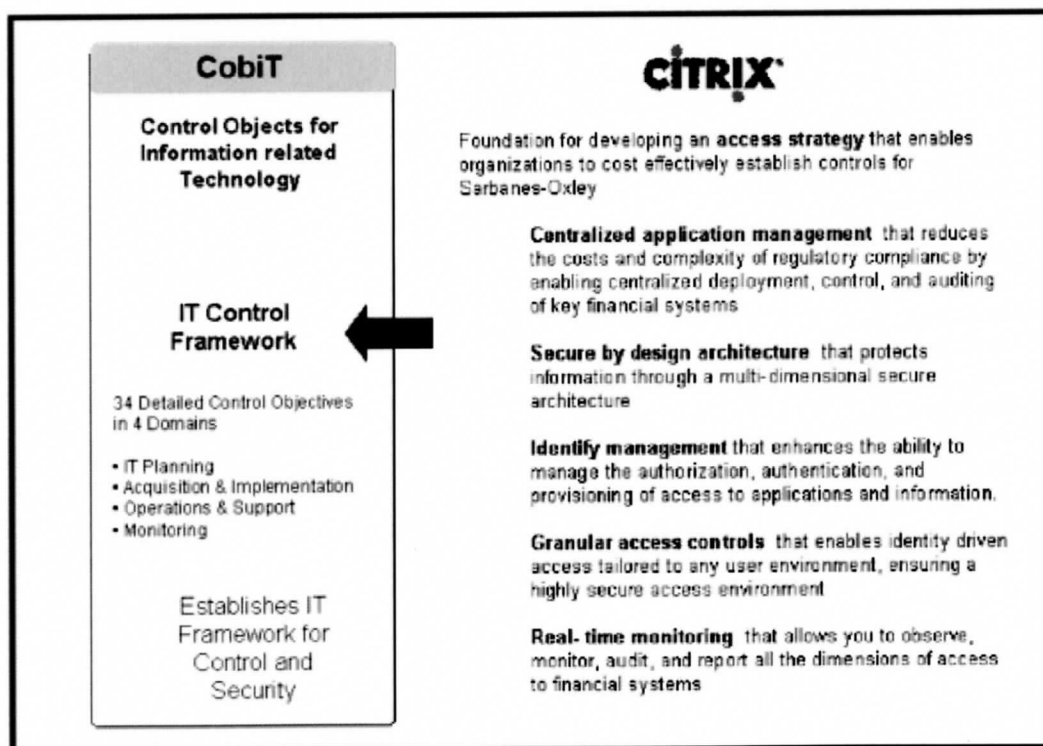 CobiT
Control Objects for
Information related
Technology
IT Control
Framework
34 Detailed Control Objectives
in 4 Domains
• IT Planning
• Acquisition & Implementation
• Operations & Support
• Monitoring
Establishes IT
Framework for
Control and
Security
CiTRIX
Foundation for developing an access strategy that enables
organizations to cost effectively establish controls for
Sarbanes-Oxley
Centralized application management that reduces
the costs and complexity of regulatory compliance by
enabling centralized deployment, control, and auditing
of key financial systems
Secure by design architecture that protects
information through a multi-dimensional secure
architecture
Identify management that enhances the ability to
manage the authorization, authentication, and
provisioning of access to applications and information.
Granular access controls that enables identity driven
access tailored to any user environment, ensuring a
highly secure access environment
Real- time monitoring that allows you to observe,
monitor, audit, and report all the dimensions of access
to financial systems